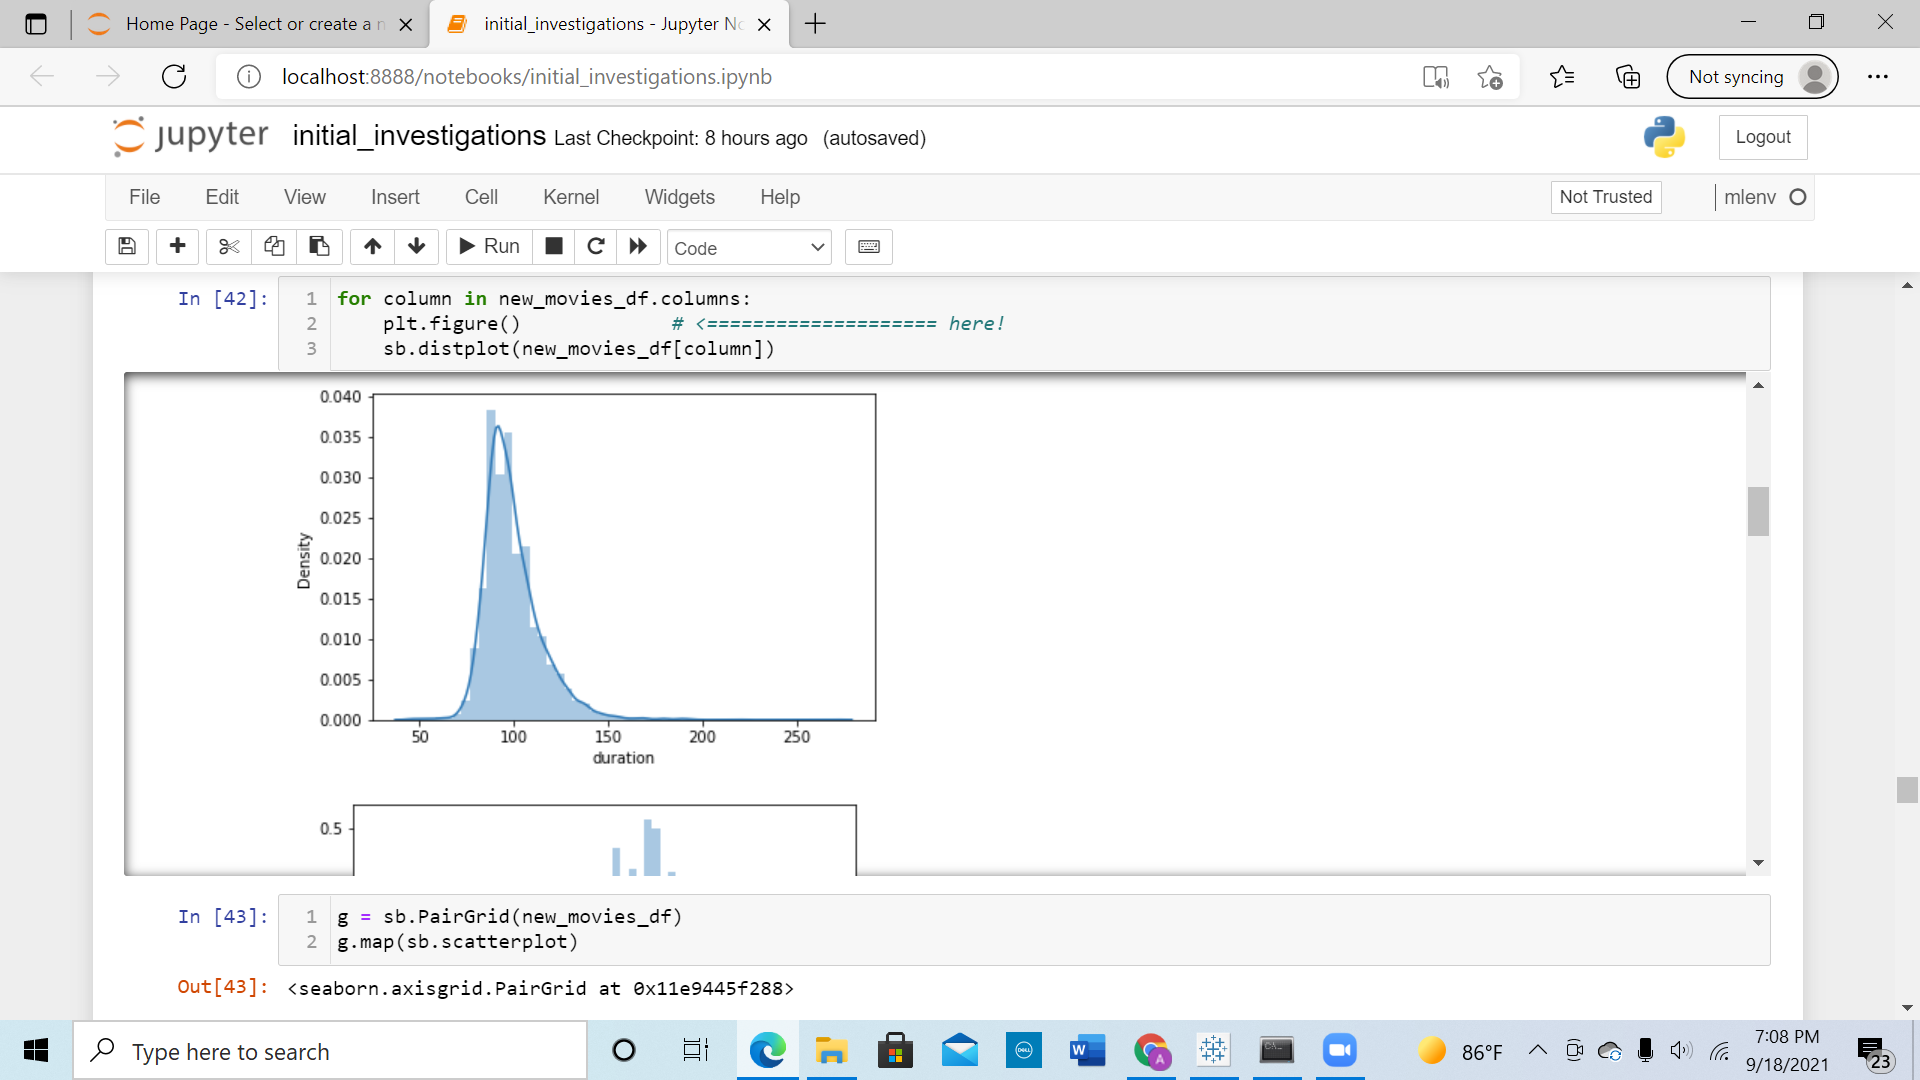 Home Page - Select or create a n
initial_investigations - Jupyter No
localhost:8888/notebooks/initial_investigations.ipynb
Not syncing
jupyter initial_investigations Last Checkpoint: 8 hours ago (autosaved)
Logout
File Edit View Insert Cell Kernel Widgets Help
Not Trusted
mlenv
Run
Code
In [42]:
1 for column in new_movies_df.columns:
2 plt.figure() # <==================== here!
3 sb.distplot(new_movies_df[column])
0.040
0.035
0.030
0.025
0.020
0.015
0.010
0.005
0.000
Density
50 100 150 200 250
duration
0.5
In [43]:
1 g = sb.PairGrid(new_movies_df)
2 g.map(sb.scatterplot)
Out[43]: <seaborn.axisgrid.PairGrid at 0x11e9445f288>
Type here to search
DELL
W
A
C:\
86°F
7:08 PM
9/18/2021
23